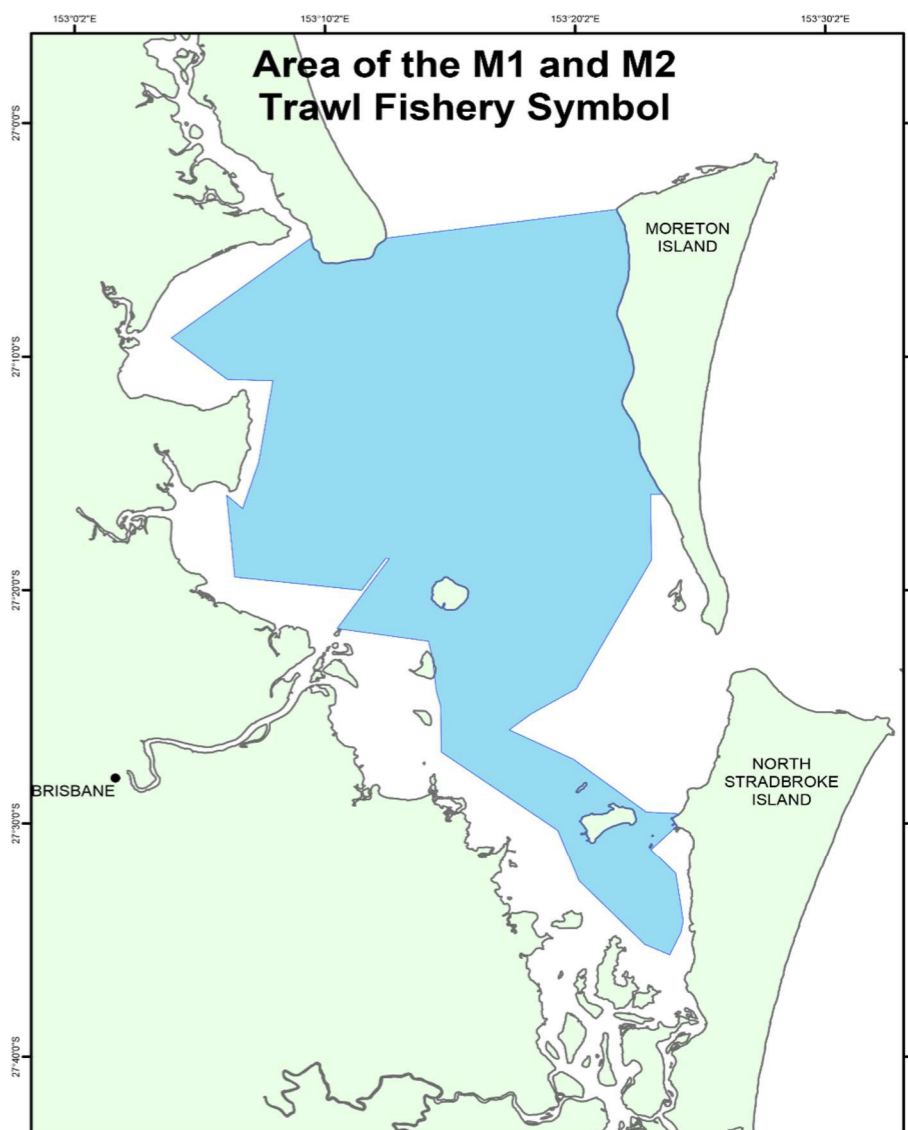 153°0'2"E
153°10'2"E
153°20'2"E
153°30'2"E
Area of the M1 and M2
Trawl Fishery Symbol
27°0'0"S
MORETON
ISLAND
27°10'0"S
27°20'0"S
BRISBANE
NORTH
STRADBROKE
ISLAND
27°30'0"S
27°40'0"S